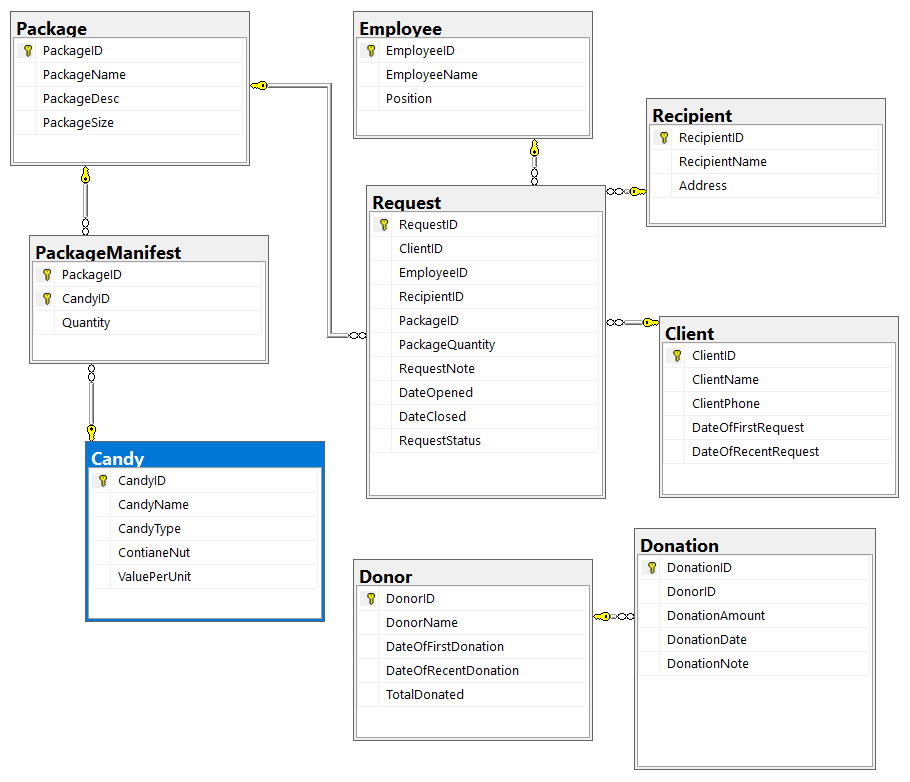 Package
PackageID
PackageName
PackageDesc
PackageSize
Employee
EmployeeID
EmployeeName
Position
Recipient
RecipientID
RecipientName
Address
Request
RequestID
ClientID
EmployeeID
RecipientID
PackageID
PackageQuantity
RequestNote
DateOpened
DateClosed
RequestStatus
PackageManifest
PackageID
CandyID
Quantity
Client
ClientID
ClientName
ClientPhone
DateOfFirstRequest
DateOfRecentRequest
Candy
CandyID
CandyName
CandyType
ContianeNut
ValuePerUnit
Donor
DonorID
DonorName
DateOfFirstDonation
DateOfRecentDonation
TotalDonated
Donation
DonationID
DonorID
DonationAmount
DonationDate
DonationNote